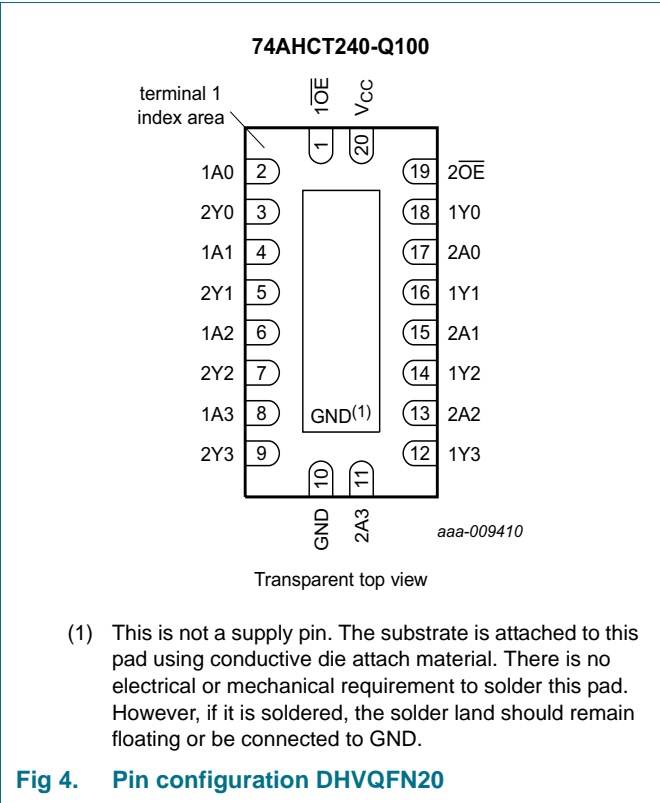 74AHCT240-Q100
terminal 1
index area
1O̅E̅
VCC
1
20
1A0 2
19 2O̅E̅
2Y0 3
18 1Y0
1A1 4
17 2A0
2Y1 5
16 1Y1
1A2 6
15 2A1
2Y2 7
14 1Y2
1A3 8
GND(1)
13 2A2
2Y3 9
12 1Y3
10
11
GND
2A3
aaa-009410
Transparent top view
(1) This is not a supply pin. The substrate is attached to this
pad using conductive die attach material. There is no
electrical or mechanical requirement to solder this pad.
However, if it is soldered, the solder land should remain
floating or be connected to GND.
Fig 4. Pin configuration DHVQFN20